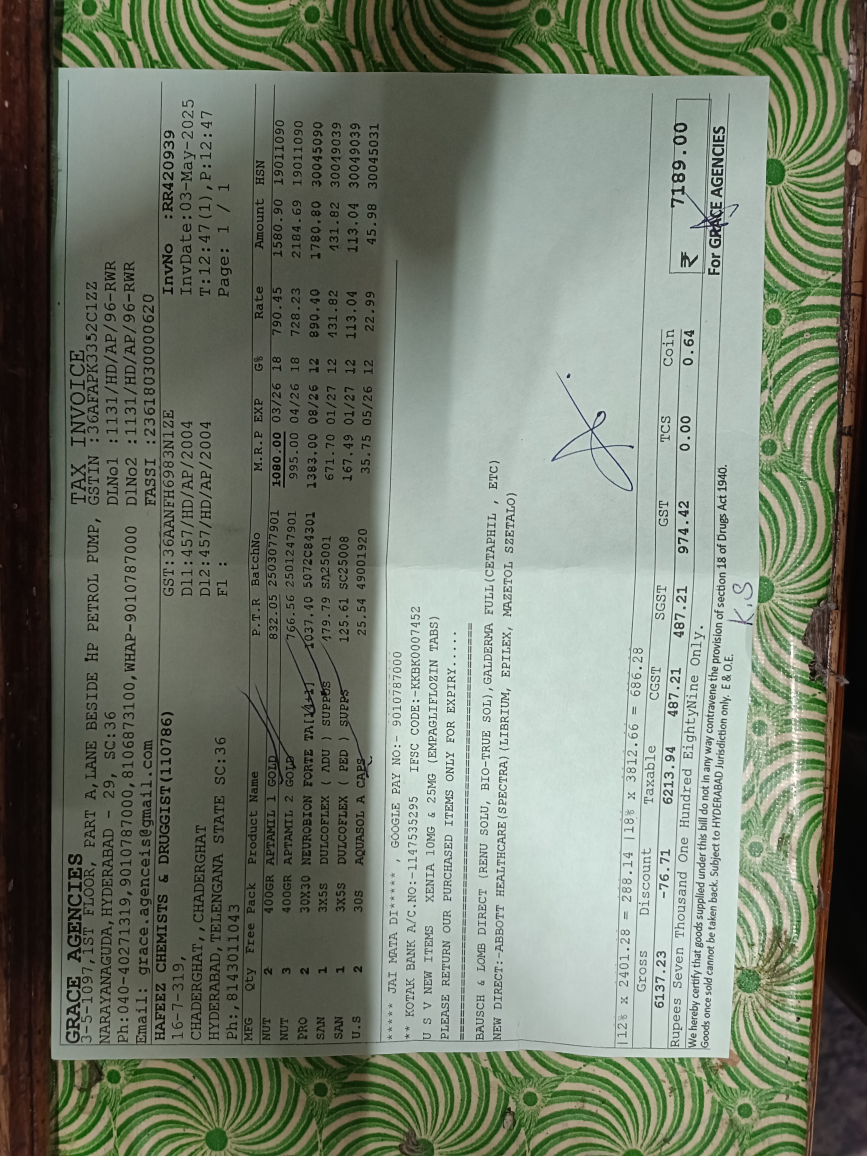 GRACE AGENCIES TAX INVOICE
3-5-1097,1ST FLOOR, PART A,LANE BESIDE HP PETROL PUMP, GSTIN :36AFAPK3352C1ZZ
NARAYANAGUDA,HYDERABAD - 29, SC:36 DLNo1 :1131/HD/AP/96-RWR
Ph:040-40271319,9010787000,8106873100,WHAP-9010787000 DlNo2 :1131/HD/AP/96-RWR
Email: grace.agenceis@gmail.com FASSI :23618030000620
HAFEEZ CHEMISTS & DRUGGIST(110786) GST:36AANFH6983N1ZE InvNo :RR420939
16-7-319, Dl1:457/HD/AP/2004 InvDate:03-May-2025
CHADERGHAT,,CHADERGHAT Dl2:457/HD/AP/2004 T:12:47(1),P:12:47
HYDERABAD,TELENGANA STATE SC:36 Fl : Page: 1 / 1
Ph:,8143011043
MFG Qty Free Pack Product Name P.T.R BatchNo M.R.P EXP G% Rate Amount HSN
NUT 2 400GR APTAMIL 1 GOLD 832.05 2503077901 1080.00 03/26 18 790.45 1580.90 19011090
NUT 3 400GR APTAMIL 2 GOLD 766.56 2501247901 995.00 04/26 18 728.23 2184.69 19011090
PRO 2 30X30 NEUROBION FORTE TA[14+1] 1037.40 5072C84301 1383.00 08/26 12 890.40 1780.80 30045090
SAN 1 3X5S DULCOFLEX ( ADU ) SUPPOS 479.79 SA25001 671.70 01/27 12 431.82 431.82 30049039
SAN 1 3X5S DULCOFLEX ( PED ) SUPPS 125.61 SC25008 167.49 01/27 12 113.04 113.04 30049039
U.S 2 30S AQUASOL A CAPS 25.54 49001920 35.75 05/26 12 22.99 45.98 30045031
***** JAI MATA DI***** , GOOGLE PAY NO:- 9010787000
** KOTAK BANK A/C.NO:-1147535295 IFSC CODE:-KKBK0007452
U S V NEW ITEMS XENIA 10MG & 25MG (EMPAGLIFLOZIN TABS)
PLEASE RETURN OUR PURCHASED ITEMS ONLY FOR EXPIRY.....
BAUSCH & LOMB DIRECT (RENU SOLU, BIO-TRUE SOL),GALDERMA FULL(CETAPHIL , ETC)
NEW DIRECT:-ABBOTT HEALTHCARE(SPECTRA)(LIBRIUM, EPILEX, MAZETOL SZETALO)
|12% x 2401.28 = 288.14 |18% x 3812.66 = 686.28
Gross Discount Taxable CGST SGST GST TCS Coin
6137.23 -76.71 6213.94 487.21 487.21 974.42 0.00 0.64 ₹ 7189.00
Rupees Seven Thousand One Hundred EightyNine Only.
We hereby certify that goods supplied under this bill do not in any way contravene the provision of section 18 of Drugs Act 1940.
Goods once sold cannot be taken back. Subject to HYDERABAD Jurisdiction only. E & O.E. For GRACE AGENCIES
K.S